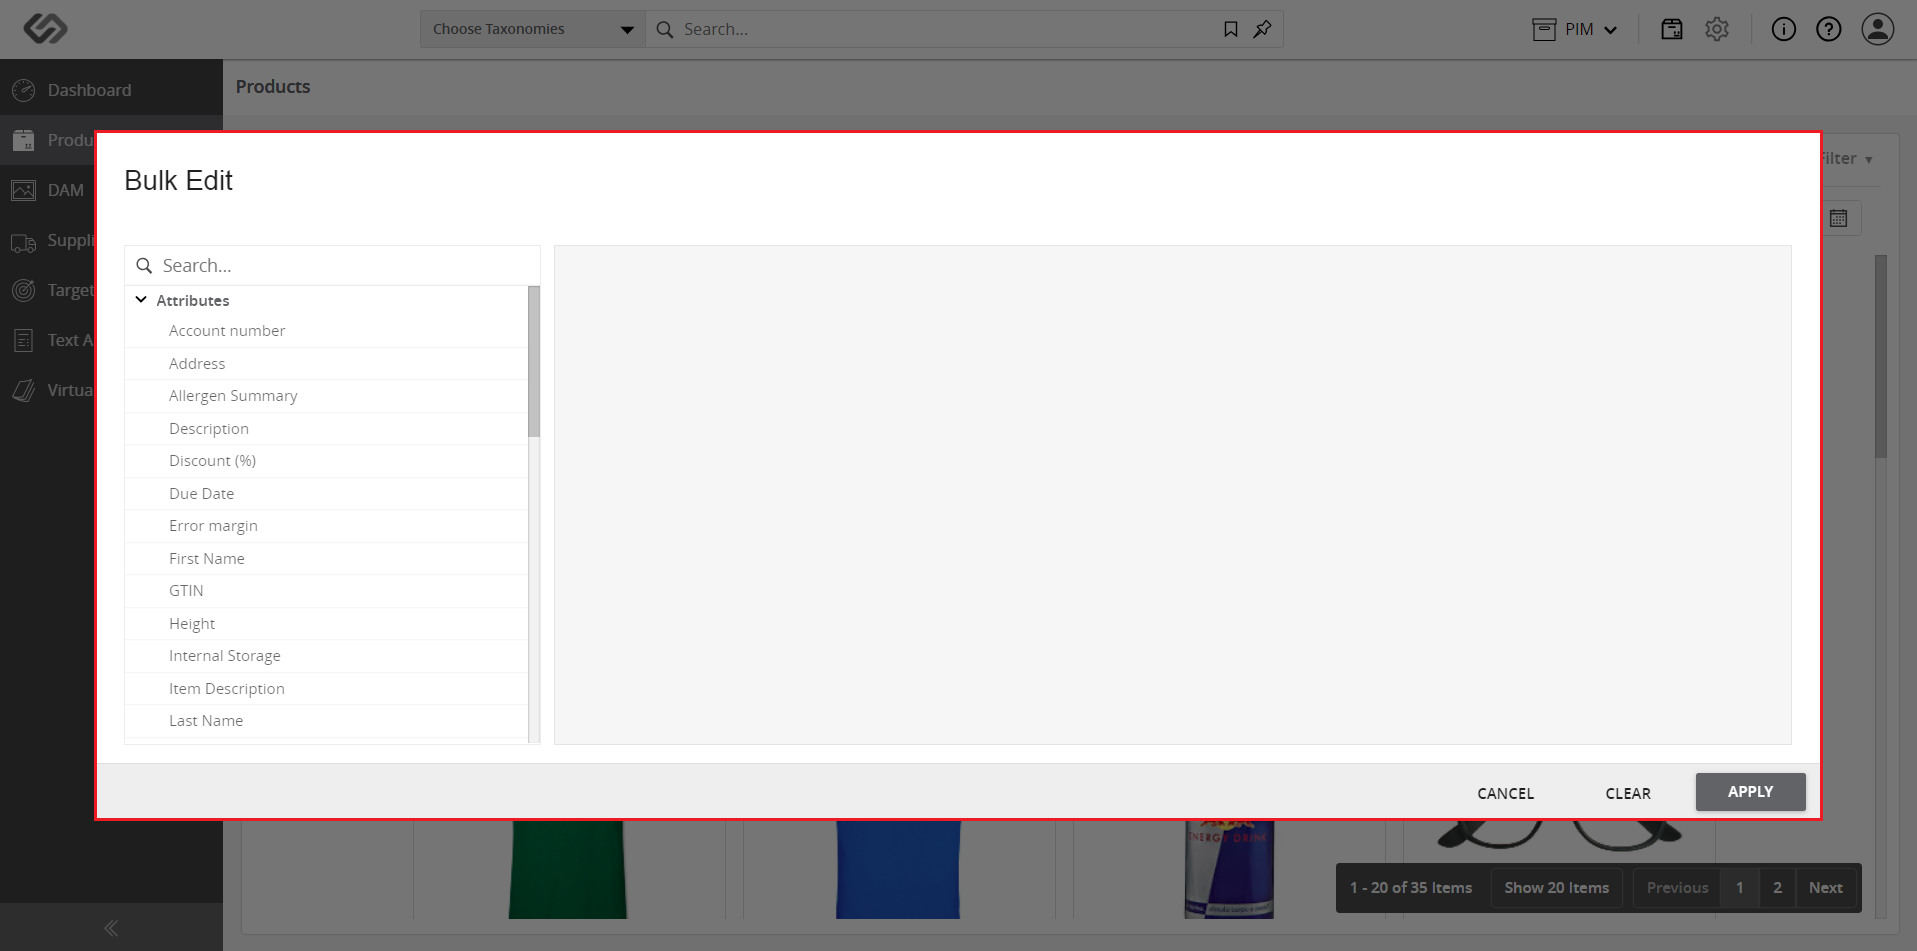 Choose Taxonomies
Search...
PIM
Dashboard
Products
Produ
DAM
Suppli
Target
Text A
Virtua
Filter
Bulk Edit
Search...
Attributes
Account number
Address
Allergen Summary
Description
Discount (%)
Due Date
Error margin
First Name
GTIN
Height
Internal Storage
Item Description
Last Name
CANCEL
CLEAR
APPLY
ENERGY DRINK
1 - 20 of 35 Items
Show 20 Items
Previous
1
2
Next